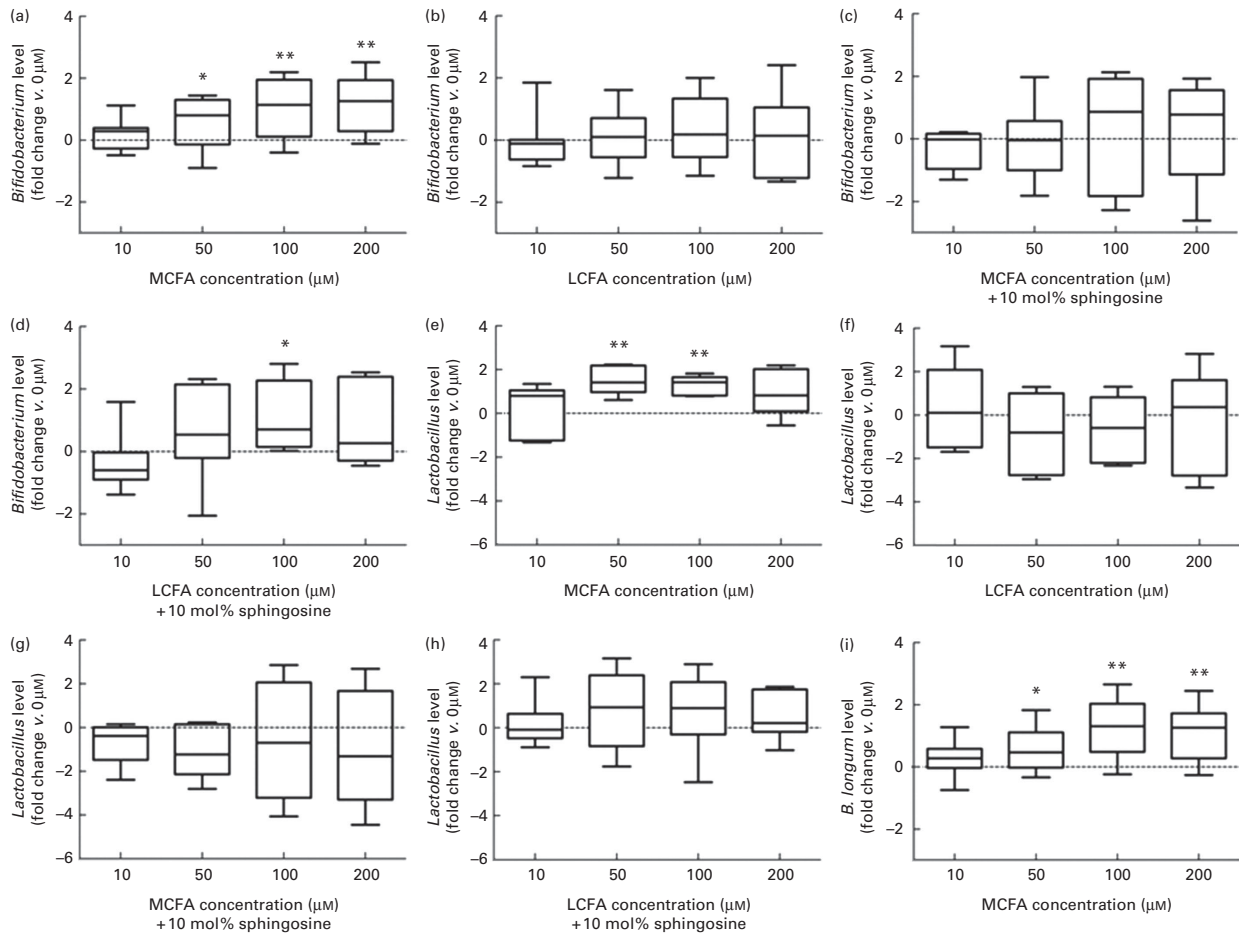 (a)
Bifidobacterium level
(fold change v. 0 μM)
4
2
0
−2
*
**
**
10 50 100 200
MCFA concentration (μM)
(b)
Bifidobacterium level
(fold change v. 0 μM)
4
2
0
−2
10 50 100 200
LCFA concentration (μM)
(c)
Bifidobacterium level
(fold change v. 0 μM)
4
2
0
−2
10 50 100 200
MCFA concentration (μM)
+10 mol% sphingosine
(d)
Bifidobacterium level
(fold change v. 0 μM)
4
2
0
−2
*
10 50 100 200
LCFA concentration (μM)
+10 mol% sphingosine
(e)
Lactobacillus level
(fold change v. 0 μM)
4
2
0
−2
−4
−6
**
**
10 50 100 200
MCFA concentration (μM)
(f)
Lactobacillus level
(fold change v. 0 μM)
4
2
0
−2
−4
−6
10 50 100 200
LCFA concentration (μM)
(g)
Lactobacillus level
(fold change v. 0 μM)
4
2
0
−2
−4
−6
10 50 100 200
MCFA concentration (μM)
+10 mol% sphingosine
(h)
Lactobacillus level
(fold change v. 0 μM)
4
2
0
−2
−4
−6
10 50 100 200
LCFA concentration (μM)
+10 mol% sphingosine
(i)
B. longum level
(fold change v. 0 μM)
4
2
0
−2
*
**
**
10 50 100 200
MCFA concentration (μM)